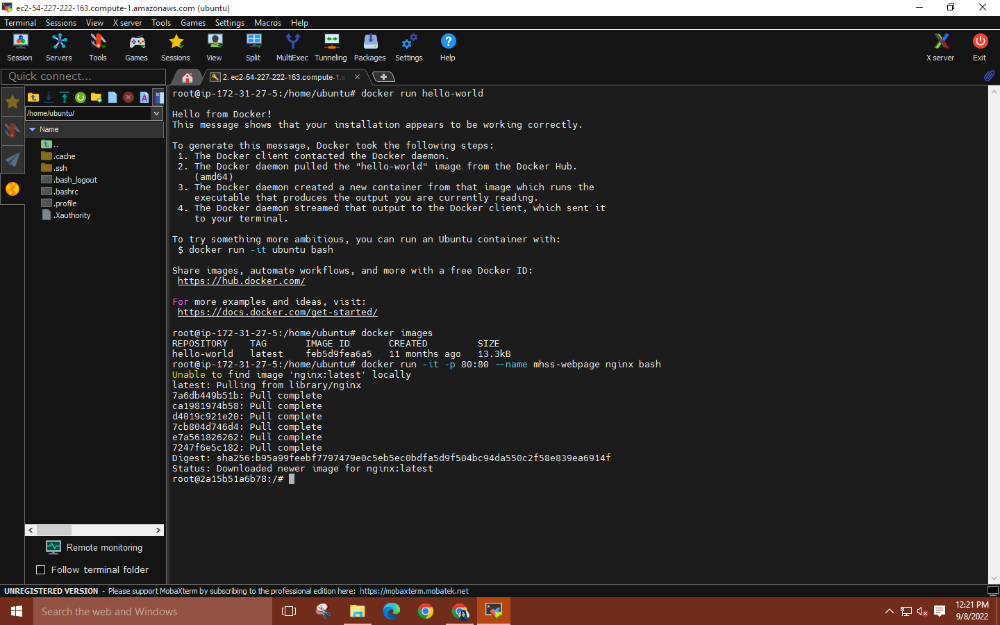 ec2-54-227-222-163.compute-1.amazonaws.com (ubuntu)
Terminal Sessions View X server Tools Games Settings Macros Help
Session Servers Tools Games Sessions View Split MultiExec Tunneling Packages Settings Help X server Exit
Quick connect...
2. ec2-54-227-222-163.compute-1.a
/home/ubuntu/
Name
..
.cache
.ssh
.bash_logout
.bashrc
.profile
.Xauthority
root@ip-172-31-27-5:/home/ubuntu# docker run hello-world
Hello from Docker!
This message shows that your installation appears to be working correctly.
To generate this message, Docker took the following steps:
1. The Docker client contacted the Docker daemon.
2. The Docker daemon pulled the "hello-world" image from the Docker Hub.
(amd64)
3. The Docker daemon created a new container from that image which runs the
executable that produces the output you are currently reading.
4. The Docker daemon streamed that output to the Docker client, which sent it
to your terminal.
To try something more ambitious, you can run an Ubuntu container with:
$ docker run -it ubuntu bash
Share images, automate workflows, and more with a free Docker ID:
https://hub.docker.com/
For more examples and ideas, visit:
https://docs.docker.com/get-started/
root@ip-172-31-27-5:/home/ubuntu# docker images
REPOSITORY TAG IMAGE ID CREATED SIZE
hello-world latest feb5d9fea6a5 11 months ago 13.3kB
root@ip-172-31-27-5:/home/ubuntu# docker run -it -p 80:80 --name mhss-webpage nginx bash
Unable to find image 'nginx:latest' locally
latest: Pulling from library/nginx
7a6db449b51b: Pull complete
ca1981974b58: Pull complete
d4019c921e20: Pull complete
7cb804d746d4: Pull complete
e7a561826262: Pull complete
7247f6e5c182: Pull complete
Digest: sha256:b95a99feebf7797479e0c5eb5ec0bdfa5d9f504bc94da550c2f58e839ea6914f
Status: Downloaded newer image for nginx:latest
root@2a15b51a6b78:/#
Remote monitoring
Follow terminal folder
UNREGISTERED VERSION - Please support MobaXterm by subscribing to the professional edition here: https://mobaxterm.mobatek.net
Search the web and Windows
12:21 PM
9/8/2022